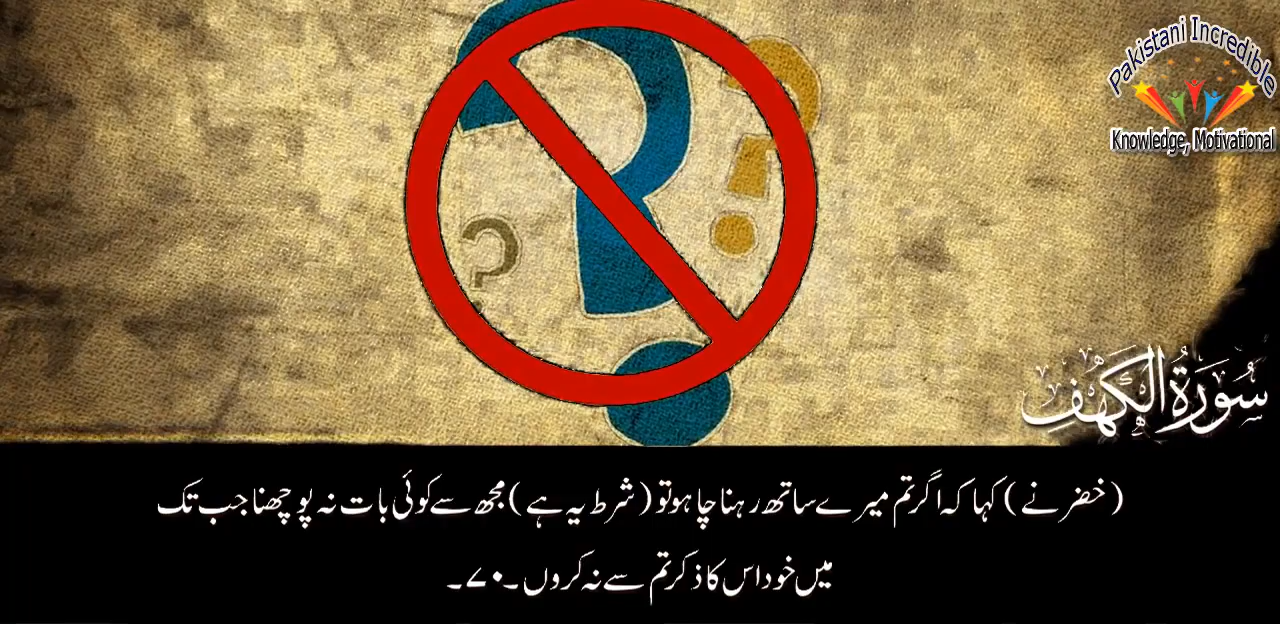 Pakistani Incredible
Knowledge, Motivational
سُورَةُ الْكَهْفِ
(خضر نے) کہا کہ اگر تم میرے ساتھ رہنا چاہو تو (شرط یہ ہے) مجھ سے کوئی بات نہ پوچھنا جب تک
میں خود اس کا ذکر تم سے نہ کروں۔۷۰۔